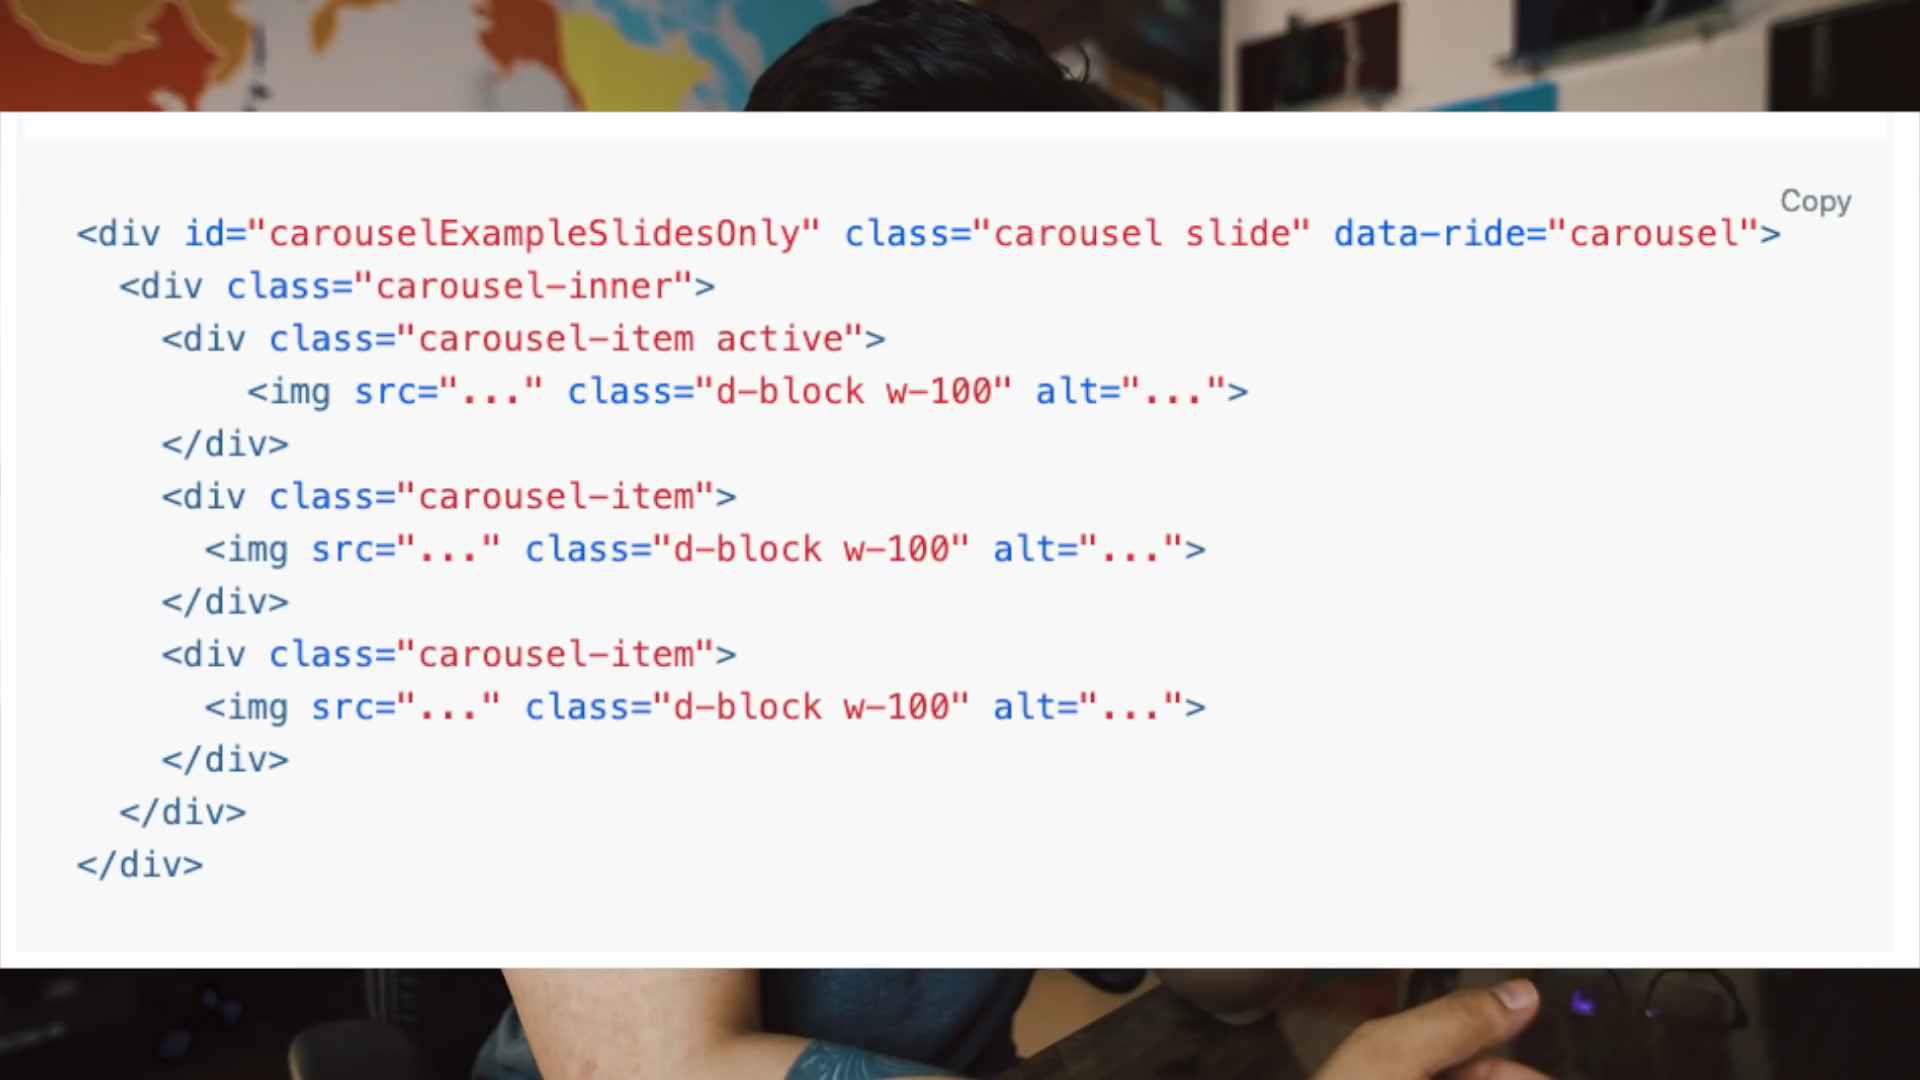 Copy
<div id="carouselExampleSlidesOnly" class="carousel slide" data-ride="carousel">
  <div class="carousel-inner">
    <div class="carousel-item active">
        <img src="..." class="d-block w-100" alt="...">
    </div>
    <div class="carousel-item">
      <img src="..." class="d-block w-100" alt="...">
    </div>
    <div class="carousel-item">
      <img src="..." class="d-block w-100" alt="...">
    </div>
  </div>
</div>